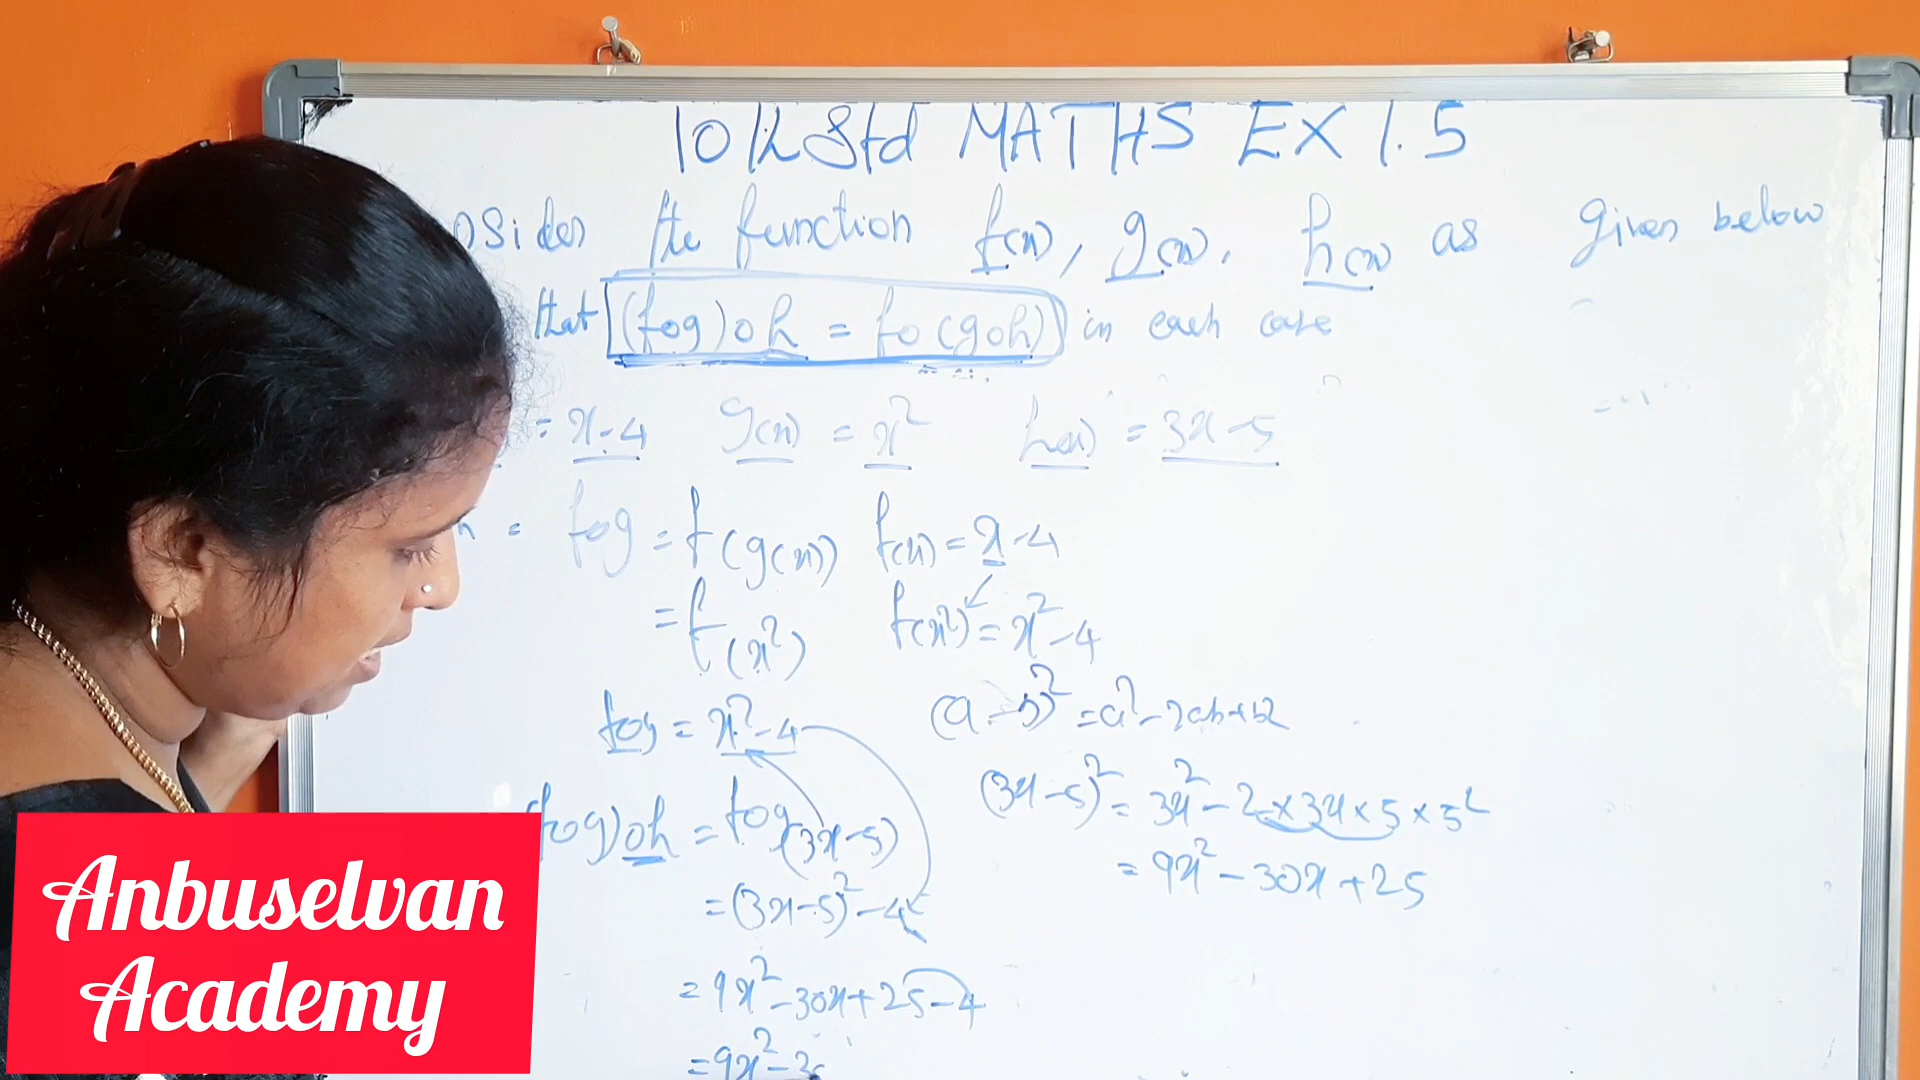 10th Std MATHS EX 1.5
nsider the function f(x), g(x), h(x) as given below
that (fog)oh = fo(goh) in each case
= x-4 g(x) = x² h(x) = 3x-5
= fog = f(g(x)) f(x) = x-4
= f(x²) f(x²) = x²-4
fog = x²-4 (a-b)² = a²-2ab+b2
fog)oh = fog(3x-5) (3x-5)² = 3x²-2×3x×5×5²
= (3x-5)²-4 = 9x²-30x+25
= 9x²-30x+25-4
= 9x²-30
Anbuselvan
Academy